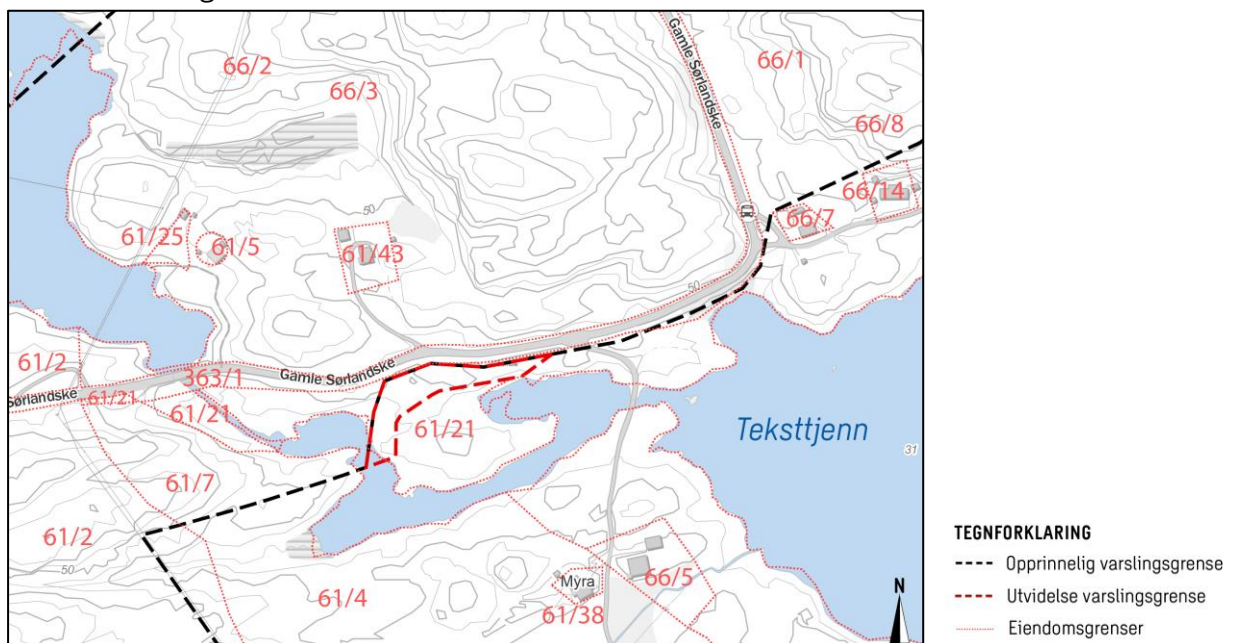 66/2
66/3
Gamle Sørlandske
66/1
66/8
66/14
66/7
50
61/25
61/5
61/43
50
61/2
363/1
Gamle Sørlandske
Sørlandske
61/21
61/21
61/21
Teksttjenn
31
61/7
61/2
50
61/4
Myra
66/5
61/38
N
TEGNFORKLARING
Opprinnelig varslingsgrense
Utvidelse varslingsgrense
Eiendomsgrenser